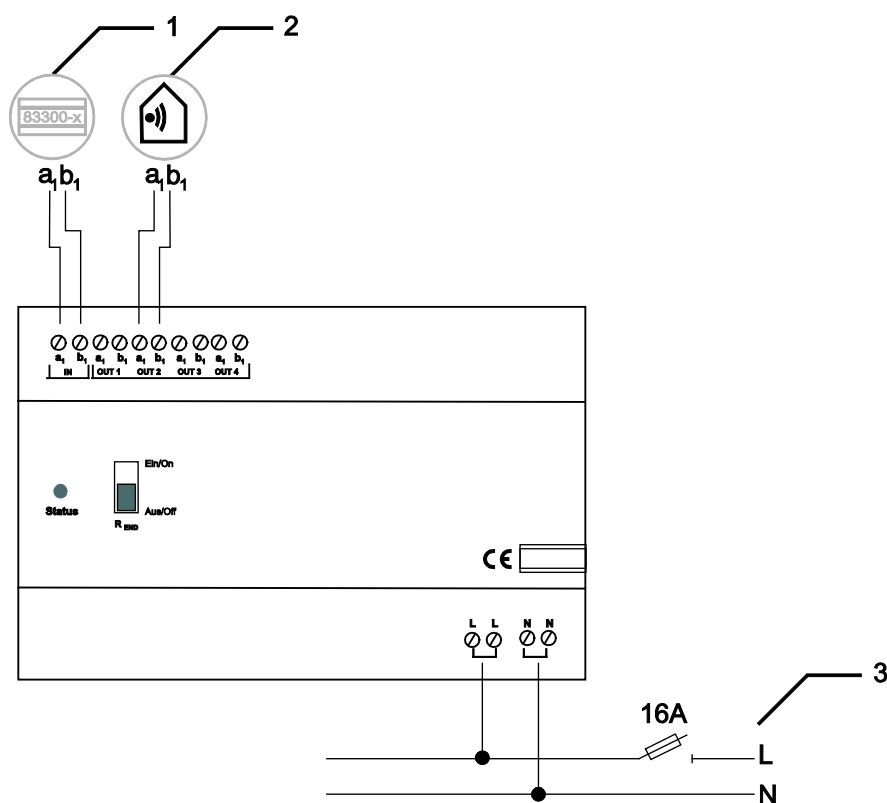 1 2
83300-x
a1 b1 a1 b1
a1 b1 a1 b1 a1 b1 a1 b1 a1 b1
IN OUT 1 OUT 2 OUT 3 OUT 4
Ein/On
Status Aus/Off
R END
CE
L L N N
3
16A
L
N